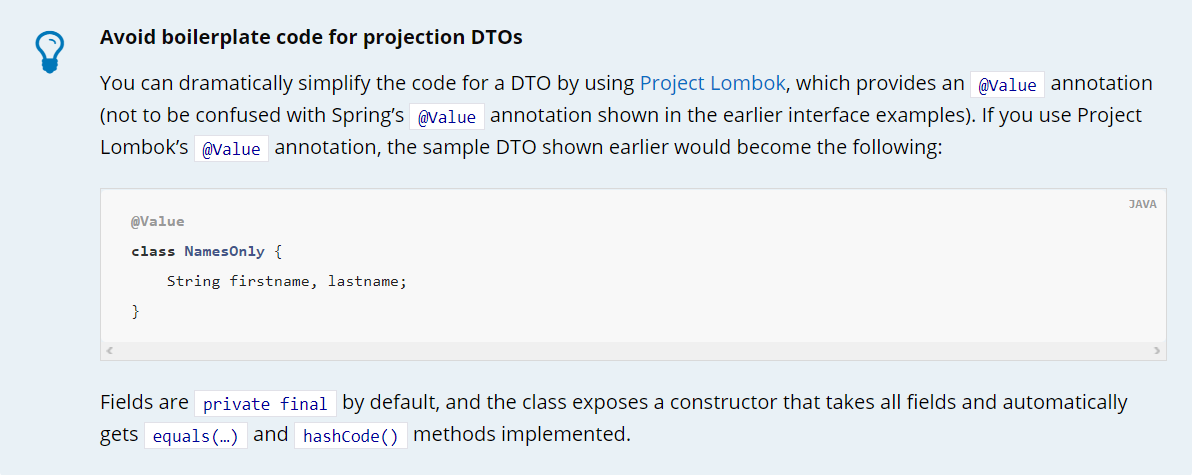 Avoid boilerplate code for projection DTOs
You can dramatically simplify the code for a DTO by using Project Lombok, which provides an @Value annotation
(not to be confused with Spring’s @Value annotation shown in the earlier interface examples). If you use Project
Lombok’s @Value annotation, the sample DTO shown earlier would become the following:
JAVA
@Value
class NamesOnly {
    String firstname, lastname;
}
Fields are private final by default, and the class exposes a constructor that takes all fields and automatically
gets equals(…) and hashCode() methods implemented.